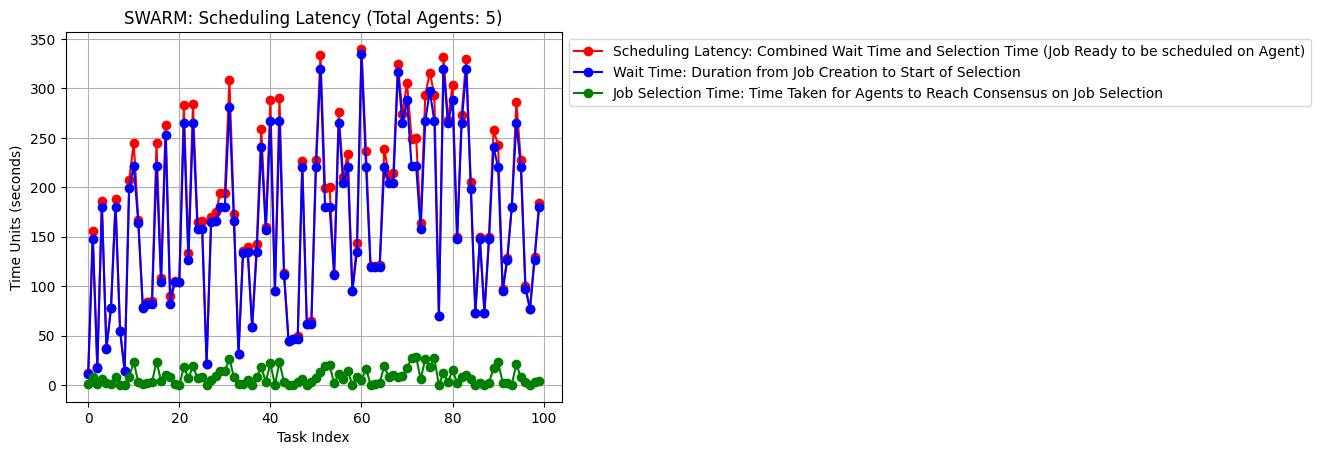 SWARM: Scheduling Latency (Total Agents: 5)
Scheduling Latency: Combined Wait Time and Selection Time (Job Ready to be scheduled on Agent)
Wait Time: Duration from Job Creation to Start of Selection
Job Selection Time: Time Taken for Agents to Reach Consensus on Job Selection
Time Units (seconds)
350
300
250
200
150
100
50
0
0 20 40 60 80 100
Task Index